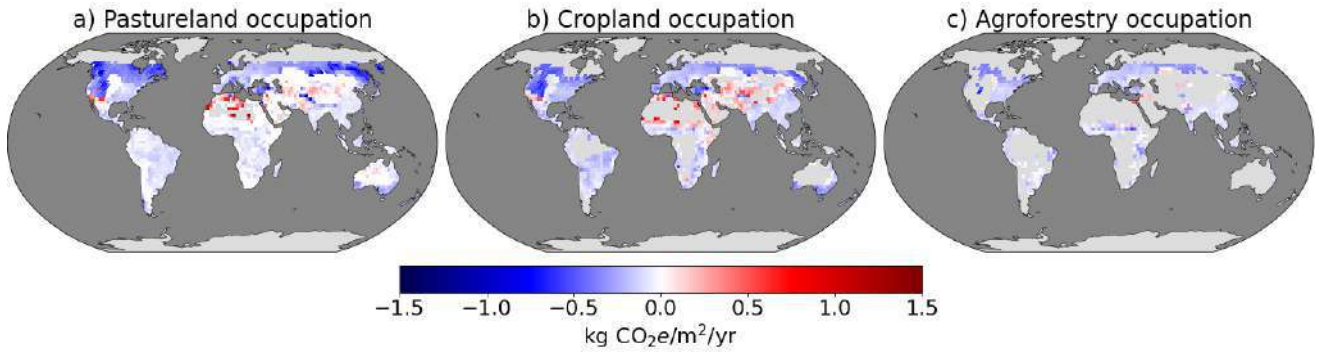 a) Pastureland occupation
b) Cropland occupation
c) Agroforestry occupation
−1.5 −1.0 −0.5 0.0 0.5 1.0 1.5
kg CO₂e/m²/yr